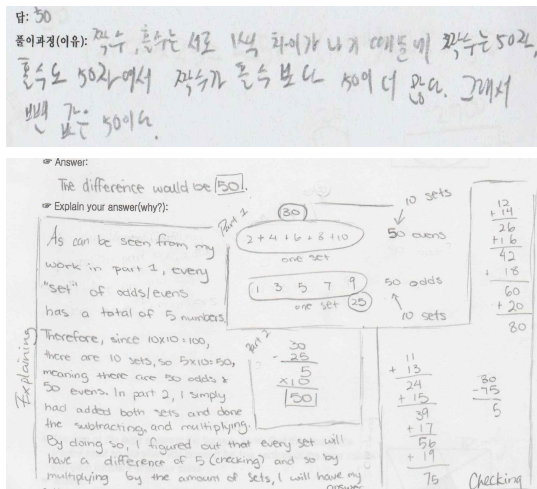 답: 50
풀이과정(이유): 짝수, 홀수는 서로 1씩 차이가 나기 때문에 짝수는 50과,
홀수도 50과여서 짝수가 홀수 보다 50이 더 많다. 그래서
뺀 값은 50이다.
☞ Answer:
The difference would be 50.
☞ Explain your answer(why?):
As can be seen from my
work in part 1, every
"set" of odds/evens
has a total of 5 numbers.
Explaining
Therefore, since 10x10=100,
there are 10 sets, so 5x10=50,
meaning there are 50 odds &
50 evens. In part 2, I simply
had added both sets and done
the subtracting, and multiplying.
By doing so, I figured out that every set will
have a difference of 5 (checking) and so by
multiplying by the amount of sets, I will have my
answer
Part 1
30
2 + 4 + 6 + 8 + 10
one set
1 3 5 7 9
one set 25
10 sets
50 evens
50 odds
10 sets
Part 2
30
- 25
5
x10
50
12
+ 14
26
+16
42
+ 18
60
+ 20
80
11
+ 13
24
+ 15
39
+ 17
56
+ 19
75
80
-75
5
Checking